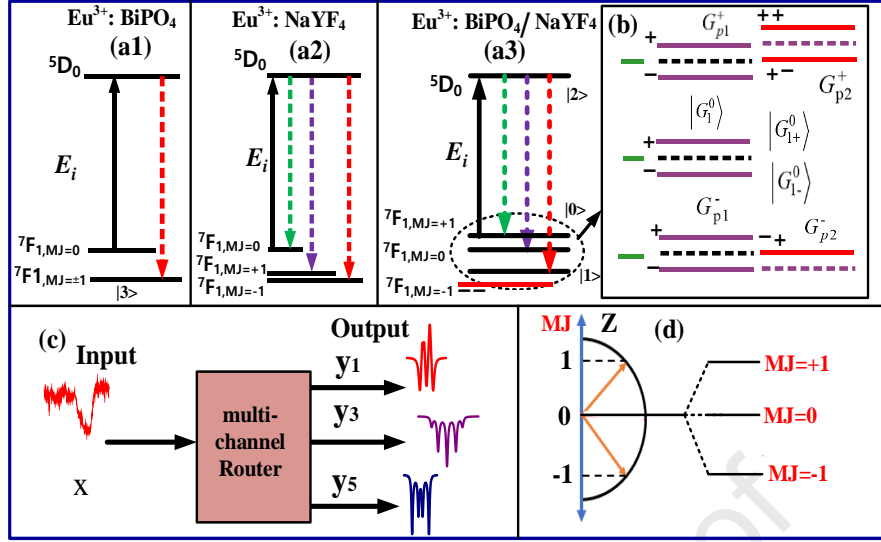 Eu³⁺: BiPO₄
(a1)
⁵D₀
Eᵢ
⁷F₁,MJ=0
⁷F1,MJ=±1
|3>
Eu³⁺: NaYF₄
(a2)
⁵D₀
Eᵢ
⁷F₁,MJ=0
⁷F₁,MJ=+1
⁷F₁,MJ=-1
Eu³⁺: BiPO₄/ NaYF₄
(a3)
⁵D₀
|2>
Eᵢ
⁷F₁,MJ=+1
|0>
⁷F₁,MJ=0
|1>
⁷F₁,MJ=-1
(b)
G⁺p1
++
+
−
+−
G⁺p2
|G⁰₁⟩
+
−
|G⁰₁₊⟩
|G⁰₁₋⟩
G⁻p1
+
−
−+
G⁻p2
(c)
Input
X
multi-
channel
Router
Output
y1
y3
y5
(d)
MJ
Z
1
0
-1
MJ=+1
MJ=0
MJ=-1